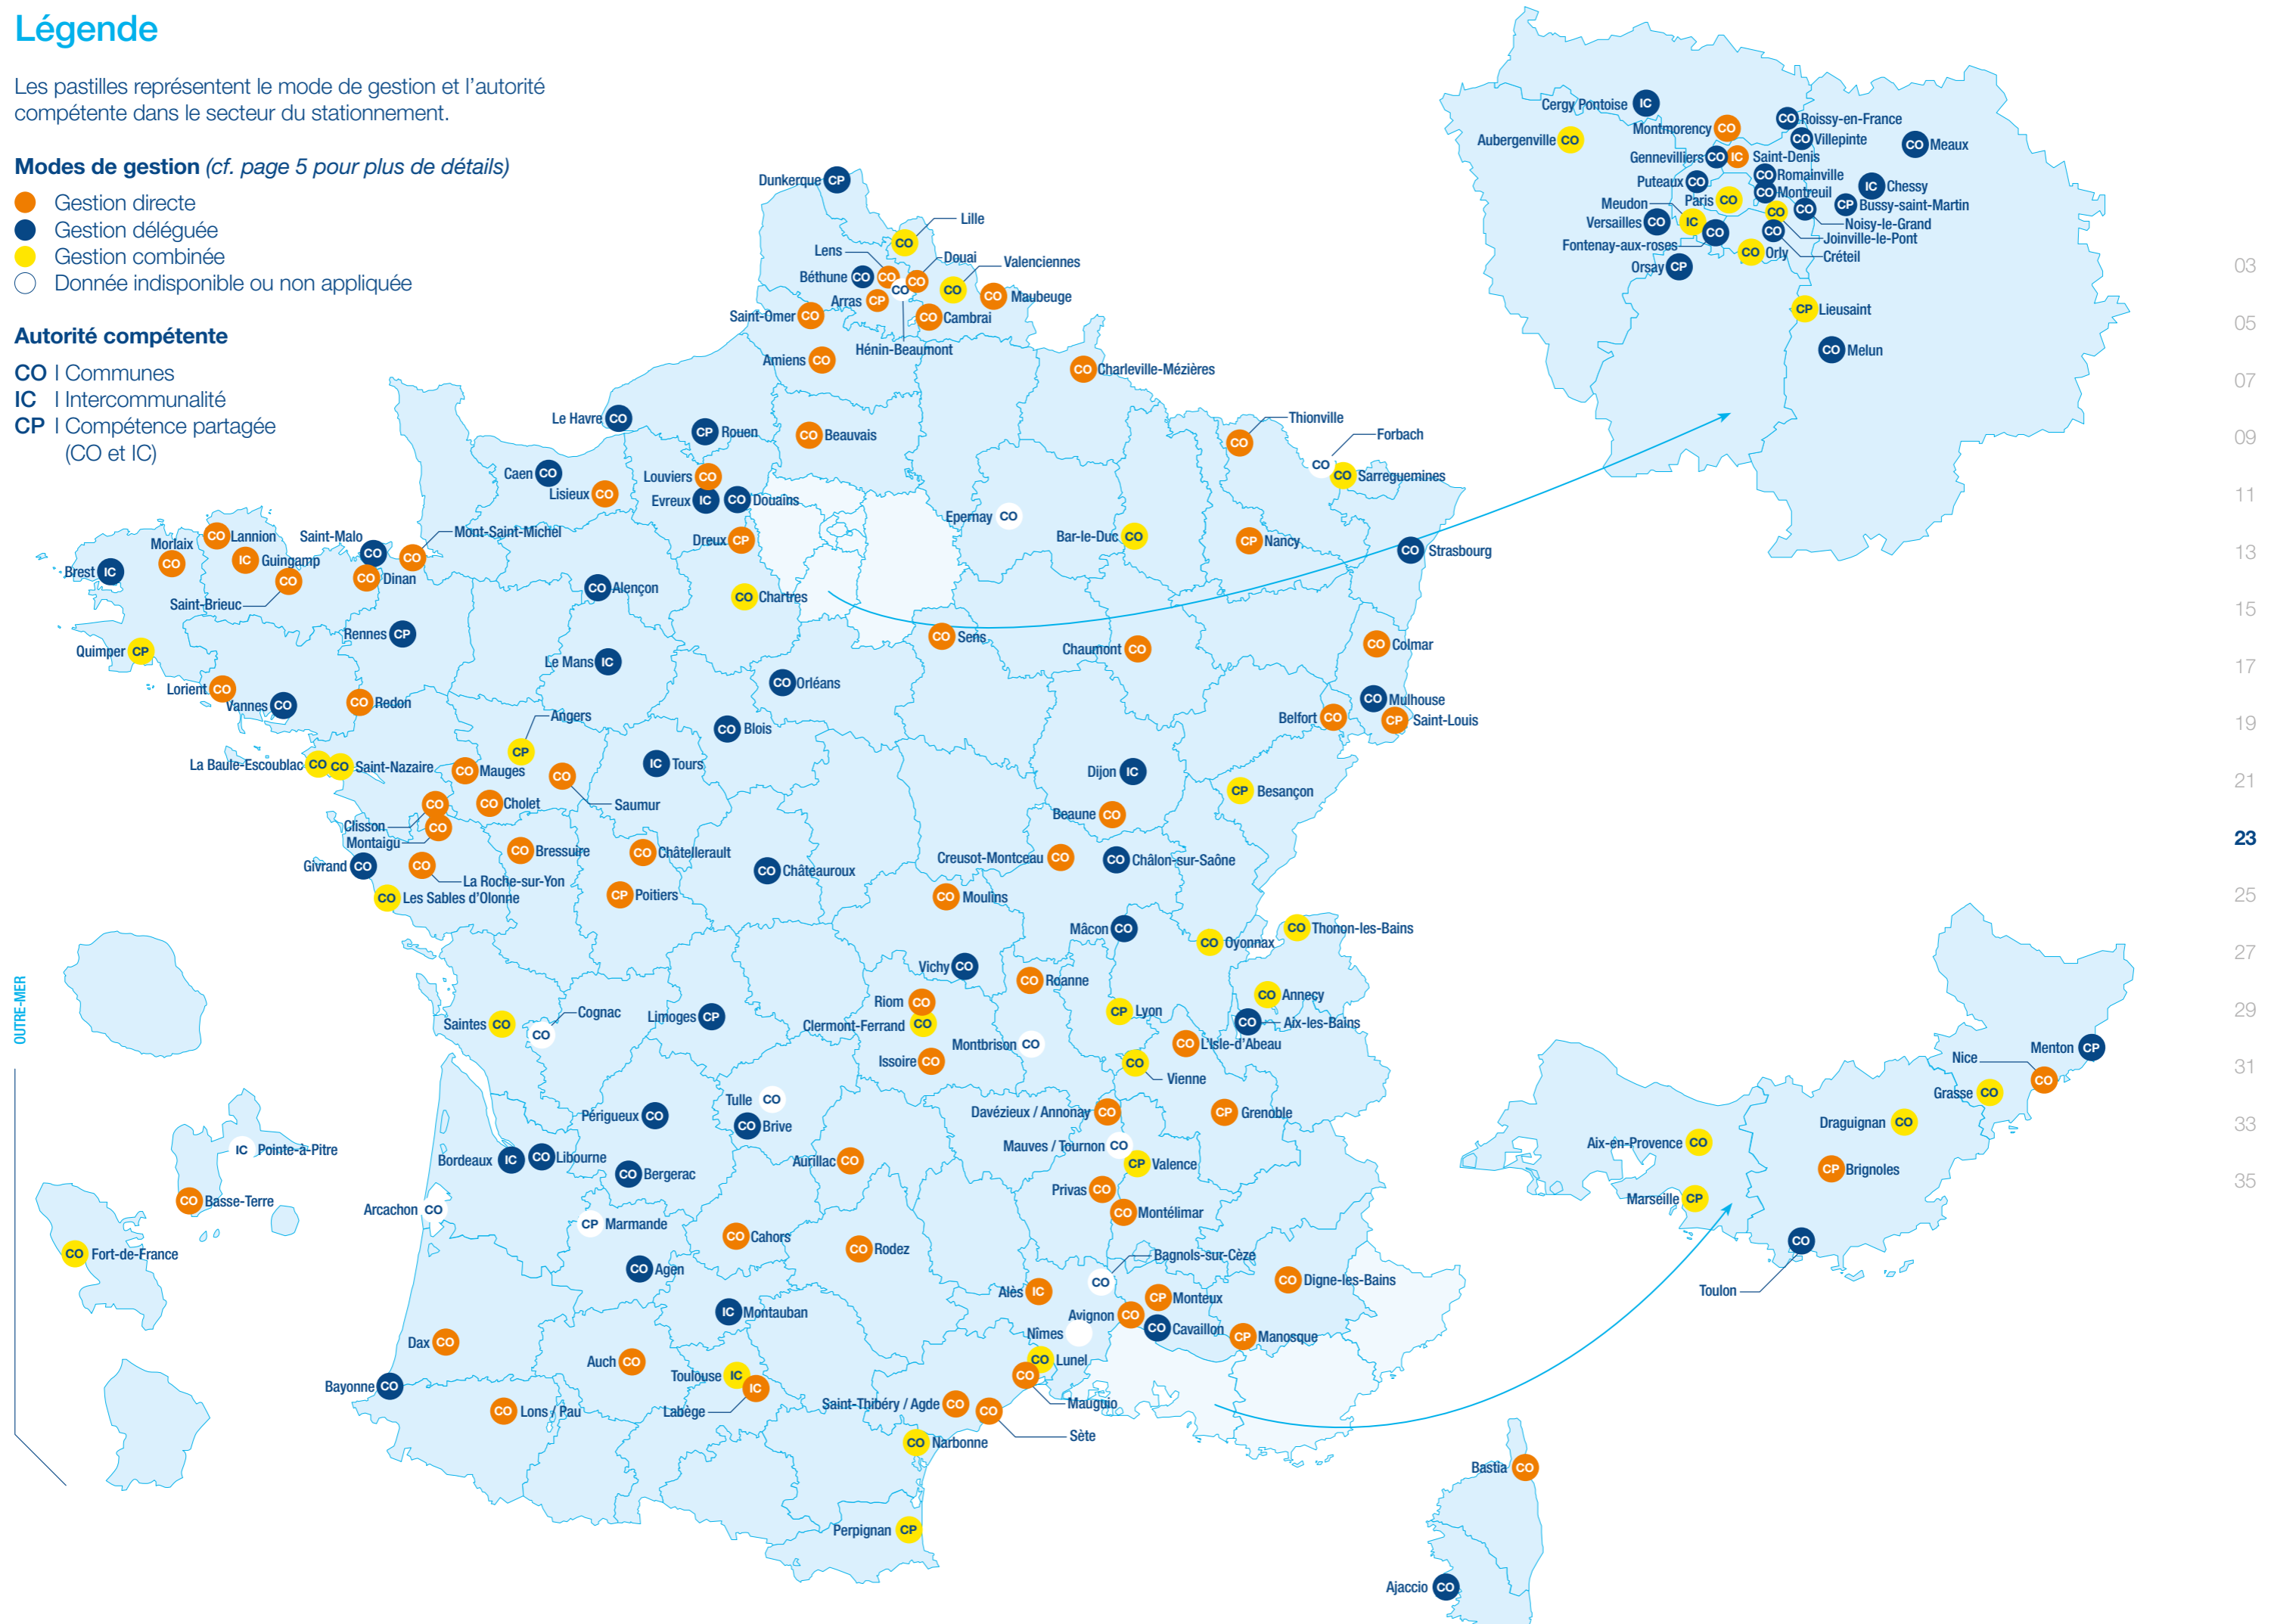 Légende
Les pastilles représentent le mode de gestion et l'autorité
compétente dans le secteur du stationnement.
Modes de gestion (cf. page 5 pour plus de détails)
Gestion directe
Gestion déléguée
Gestion combinée
Donnée indisponible ou non appliquée
Autorité compétente
CO | Communes
IC | Intercommunalité
CP | Compétence partagée
(CO et IC)
Cergy Pontoise IC
Aubergenville CO
Montmorency CO
CO Roissy-en-France
CO Villepinte
CO Meaux
Gennevilliers CO
IC Saint-Denis
Puteaux CO
CO Romainville
CO Montreuil
IC Chessy
CP Bussy-saint-Martin
Meudon IC
Paris CO
Versailles CO
CO Noisy-le-Grand
CO Joinville-le-Pont
Fontenay-aux-roses CO
CO Créteil
CO Orly
Orsay CP
CP Lieusaint
CO Melun
Dunkerque CP
Lille CO
Lens CO
Douai CO
Valenciennes CO
Béthune CO
CO Maubeuge
Arras CP
CO Cambrai
Saint-Omer CO
Hénin-Beaumont CO
Amiens CO
CO Charleville-Mézières
Le Havre CO
CP Rouen
CO Beauvais
Thionville CO
Forbach CO
CO Sarreguemines
Caen CO
Louviers CO
Lisieux CO
Evreux IC
CO Douains
Epernay CO
Bar-le-Duc CO
CP Nancy
CO Strasbourg
Dreux CP
CO Lannion
Morlaix CO
IC Guingamp
Saint-Malo CO
Mont-Saint-Michel CO
Brest IC
Saint-Brieuc CO
CO Dinan
CO Alençon
CO Chartres
Rennes CP
CO Sens
Chaumont CO
CO Colmar
Quimper CP
Le Mans IC
CO Orléans
Lorient CO
Vannes CO
CO Redon
CO Mulhouse
Belfort CO
CP Saint-Louis
Angers CP
CO Blois
La Baule-Escoublac CO
CO Saint-Nazaire
CO Mauges
CO Saumur
IC Tours
Dijon IC
CP Besançon
CO Cholet
Clisson CO
Montaigu CO
Beaune CO
Givrand CO
CO La Roche-sur-Yon
CO Bressuire
CO Châtellerault
CO Châteauroux
Creusot-Montceau CO
CO Châlon-sur-Saône
CO Les Sables d'Olonne
CP Poitiers
CO Moulins
Mâcon CO
CO Oyonnax
CO Thonon-les-Bains
Vichy CO
CO Roanne
Riom CO
CO Annecy
Saintes CO
Cognac CO
Limoges CP
Clermont-Ferrand CO
CP Lyon
CO Aix-les-Bains
Montbrison CO
CO L'Isle-d'Abeau
Issoire CO
CO Vienne
Tulle CO
Périgueux CO
CO Brive
Davézieux / Annonay CO
CP Grenoble
Mauves / Tournon CO
CP Valence
Bordeaux IC
CO Libourne
CO Bergerac
Aurillac CO
Privas CO
Arcachon CO
CP Marmande
CO Montélimar
CO Cahors
CO Rodez
Bagnols-sur-Cèze CO
CO Agen
CO Digne-les-Bains
Alès IC
CP Monteux
IC Montauban
Avignon CO
CO Cavaillon
Nîmes
CP Manosque
Dax CO
Auch CO
CO Lunel
Toulouse IC
Labège IC
CO Mauguio
Bayonne CO
CO Lons / Pau
Saint-Thibéry / Agde CO
CO Sète
CO Narbonne
Perpignan CP
Bastia CO
Ajaccio CO
Menton CP
Nice CO
Grasse CO
Draguignan CO
Aix-en-Provence CO
CP Brignoles
Marseille CP
CO Toulon
OUTRE-MER
IC Pointe-à-Pitre
CO Basse-Terre
CO Fort-de-France
03
05
07
09
11
13
15
17
19
21
23
25
27
29
31
33
35